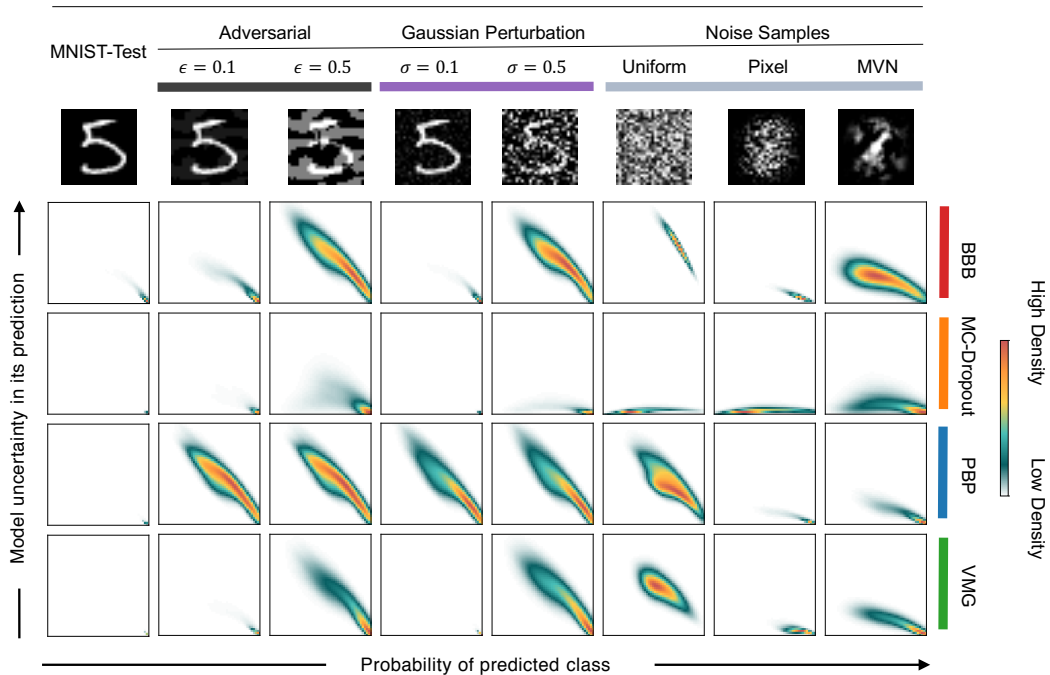 Adversarial Gaussian Perturbation Noise Samples
MNIST-Test
ϵ = 0.1 ϵ = 0.5 σ = 0.1 σ = 0.5 Uniform Pixel MVN
Model uncertainty in its prediction
BBB
MC-Dropout
PBP
VMG
High Density
Low Density
Probability of predicted class